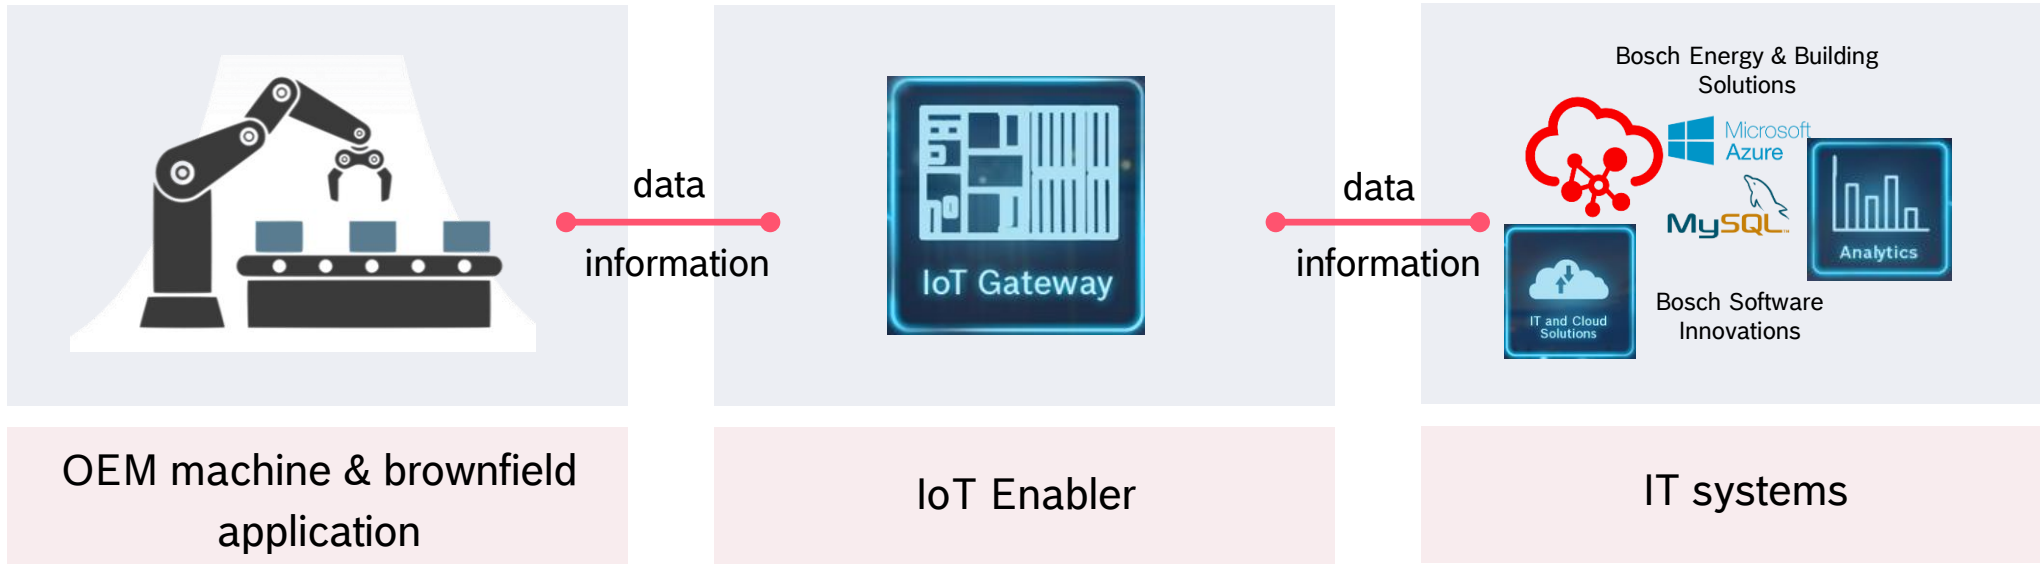 data
information
IoT Gateway
data
information
Bosch Energy & Building
Solutions
Microsoft
Azure
MySQL
Analytics
IT and Cloud
Solutions
Bosch Software
Innovations
OEM machine & brownfield
application
IoT Enabler
IT systems